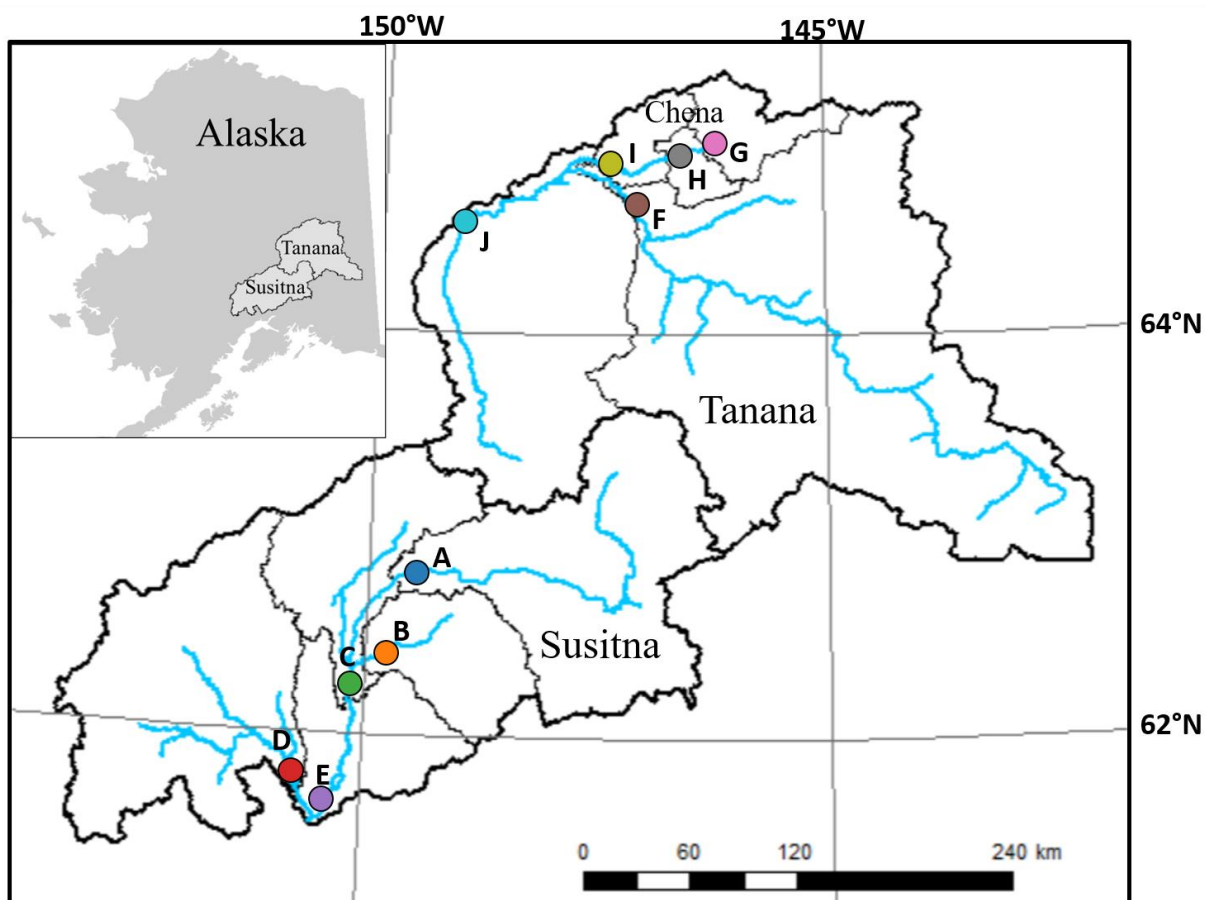 150°W
145°W
Alaska
Tanana
Susitna
Chena
I
G
H
F
J
64°N
Tanana
A
B
Susitna
C
62°N
D
E
0 60 120 240 km